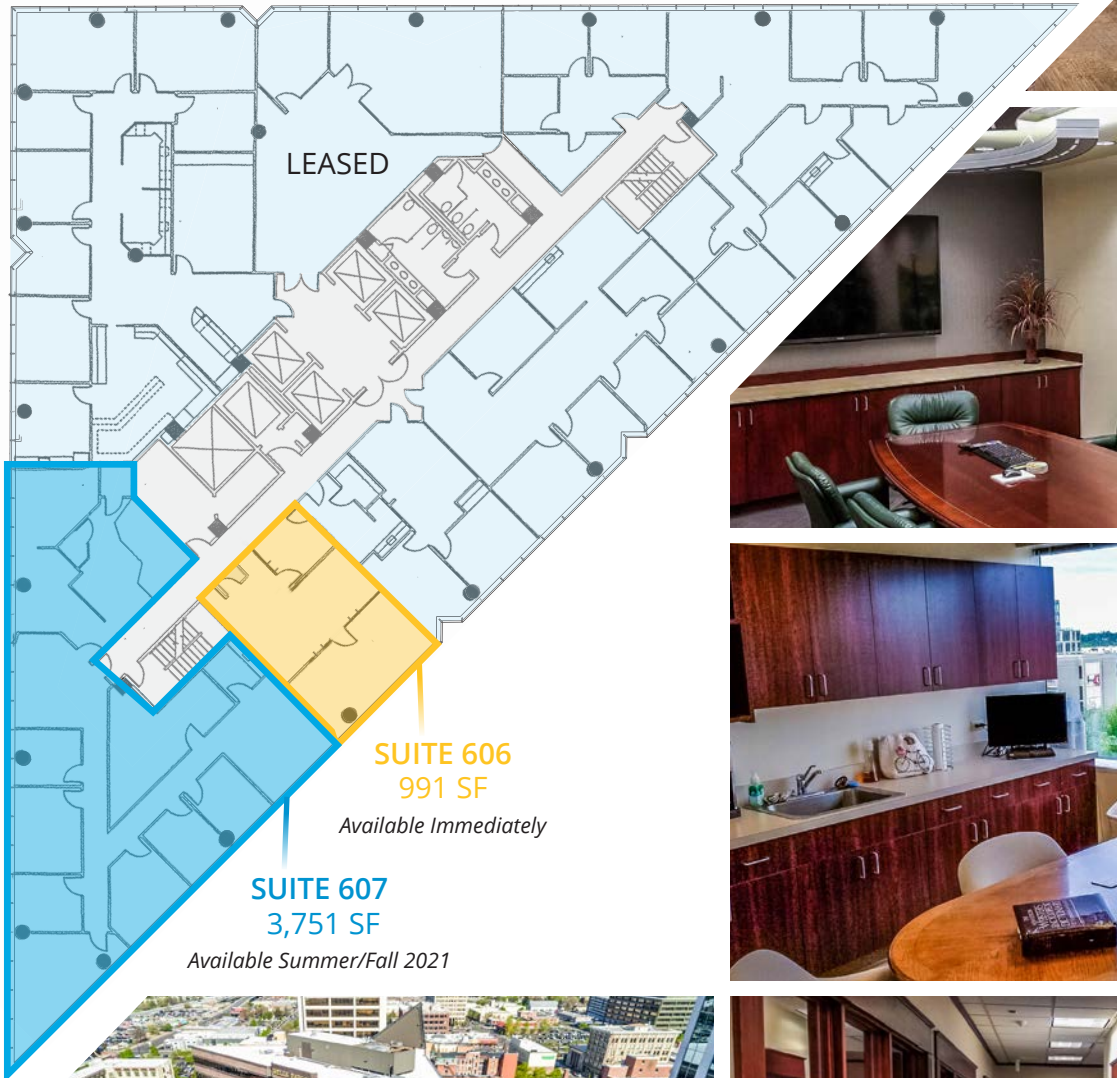 LEASED
SUITE 606
991 SF
Available Immediately
SUITE 607
3,751 SF
Available Summer/Fall 2021